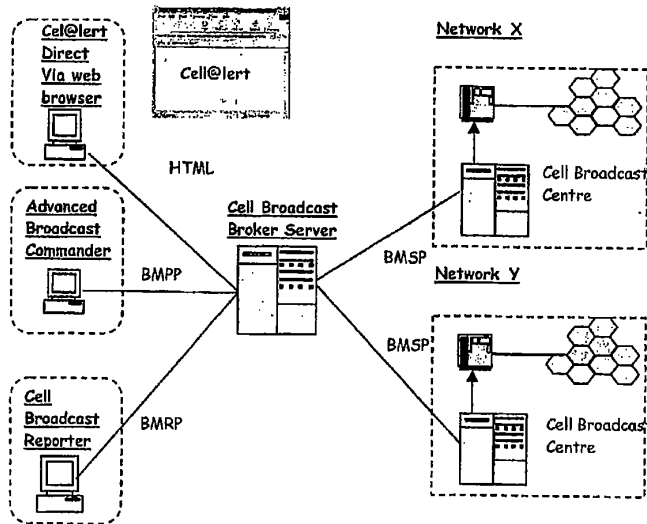 Cel@lert
Direct
Via web
browser
Cell@lert
Network X
HTML
Cell Broadcast
Centre
Advanced
Broadcast
Commander
BMPP
Cell Broadcast
Broker Server
BMSP
Network Y
BMSP
Cell
Broadcast
Reporter
BMRP
Cell Broadcast
Centre